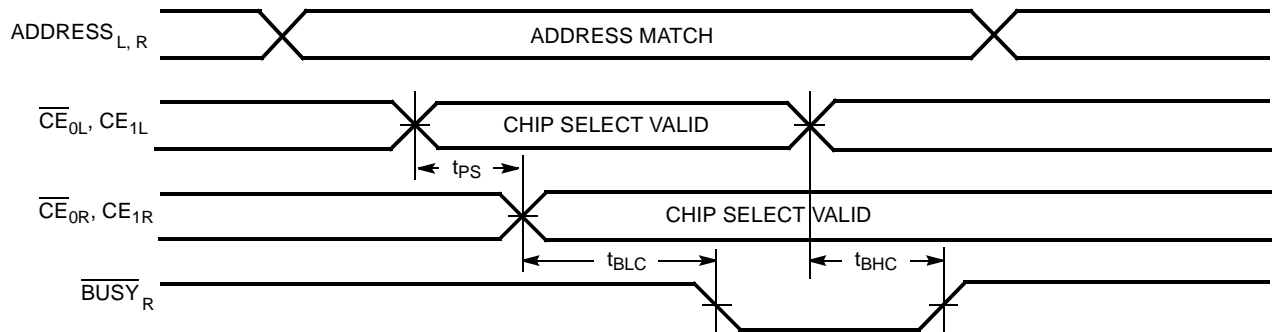 ADDRESS L, R ADDRESS MATCH
CE0L, CE1L CHIP SELECT VALID
tPS
CE0R, CE1R CHIP SELECT VALID
tBLC tBHC
BUSY R